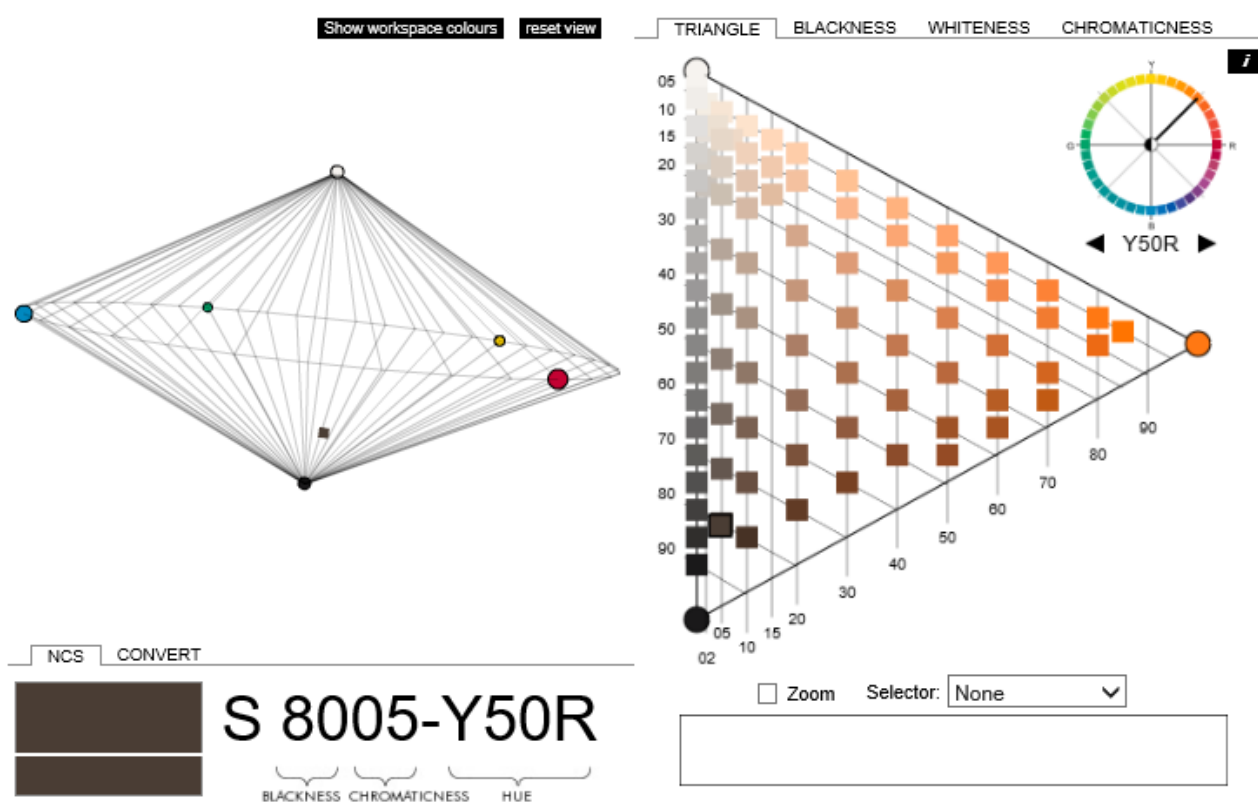 Show workspace colours reset view
TRIANGLE BLACKNESS WHITENESS CHROMATICNESS
i
Y
G R
B
Y50R
05
10
15
20
30
40
50
60
70
80
90
90
80
70
60
50
40
30
20
15
10
05
02
NCS CONVERT
S 8005-Y50R
BLACKNESS CHROMATICNESS HUE
Zoom Selector: None